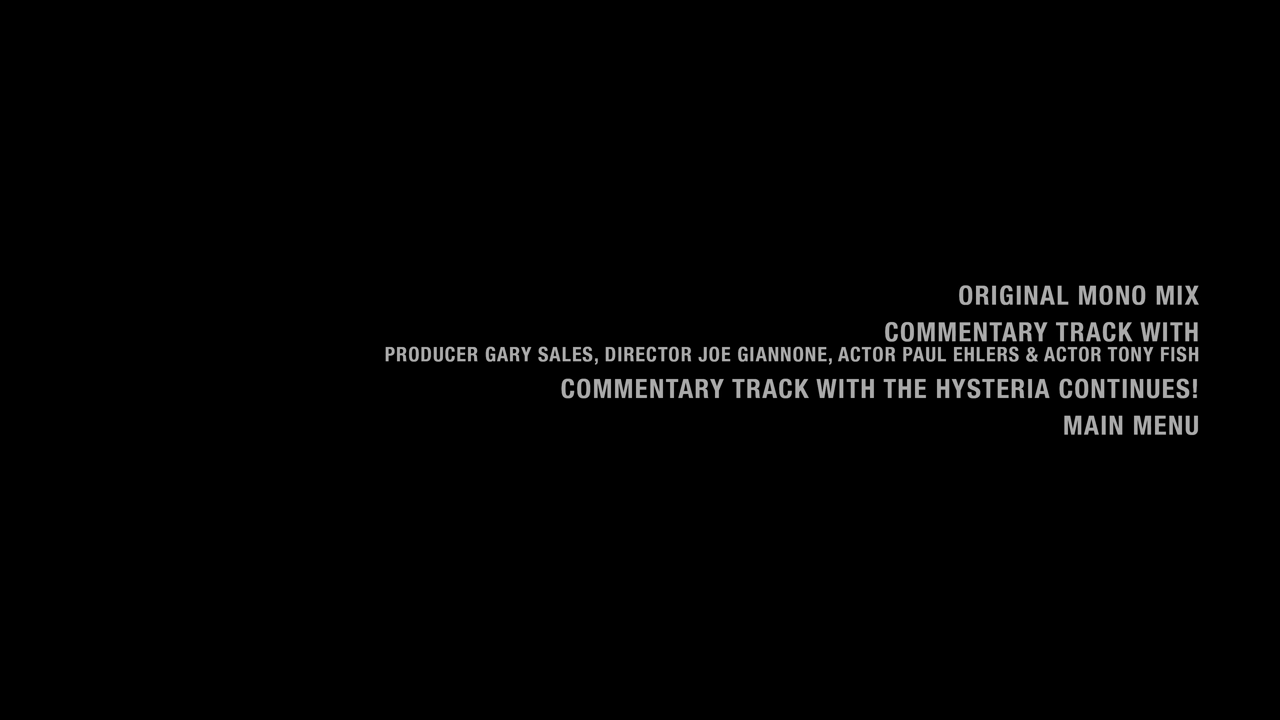 ORIGINAL MONO MIX
COMMENTARY TRACK WITH
PRODUCER GARY SALES, DIRECTOR JOE GIANNONE, ACTOR PAUL EHLERS & ACTOR TONY FISH
COMMENTARY TRACK WITH THE HYSTERIA CONTINUES!
MAIN MENU